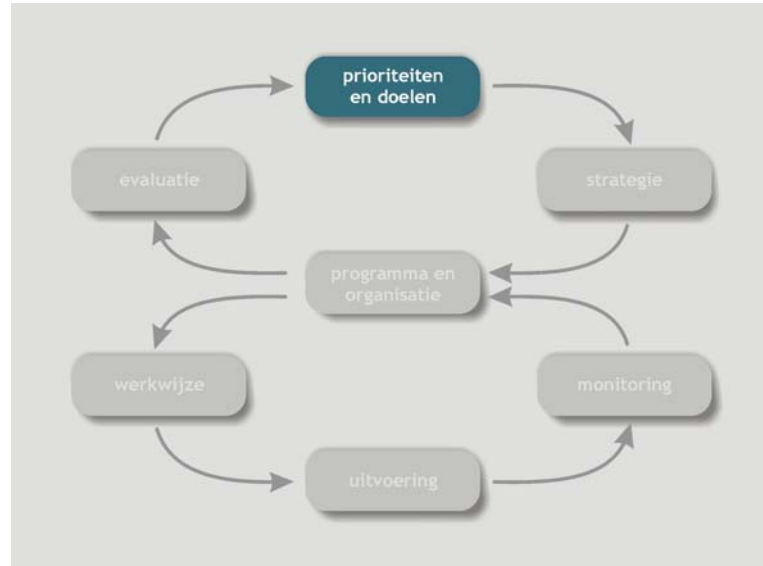 prioriteiten
en doelen
evaluatie
strategie
programma en
organisatie
werkwijze
monitoring
uitvoering